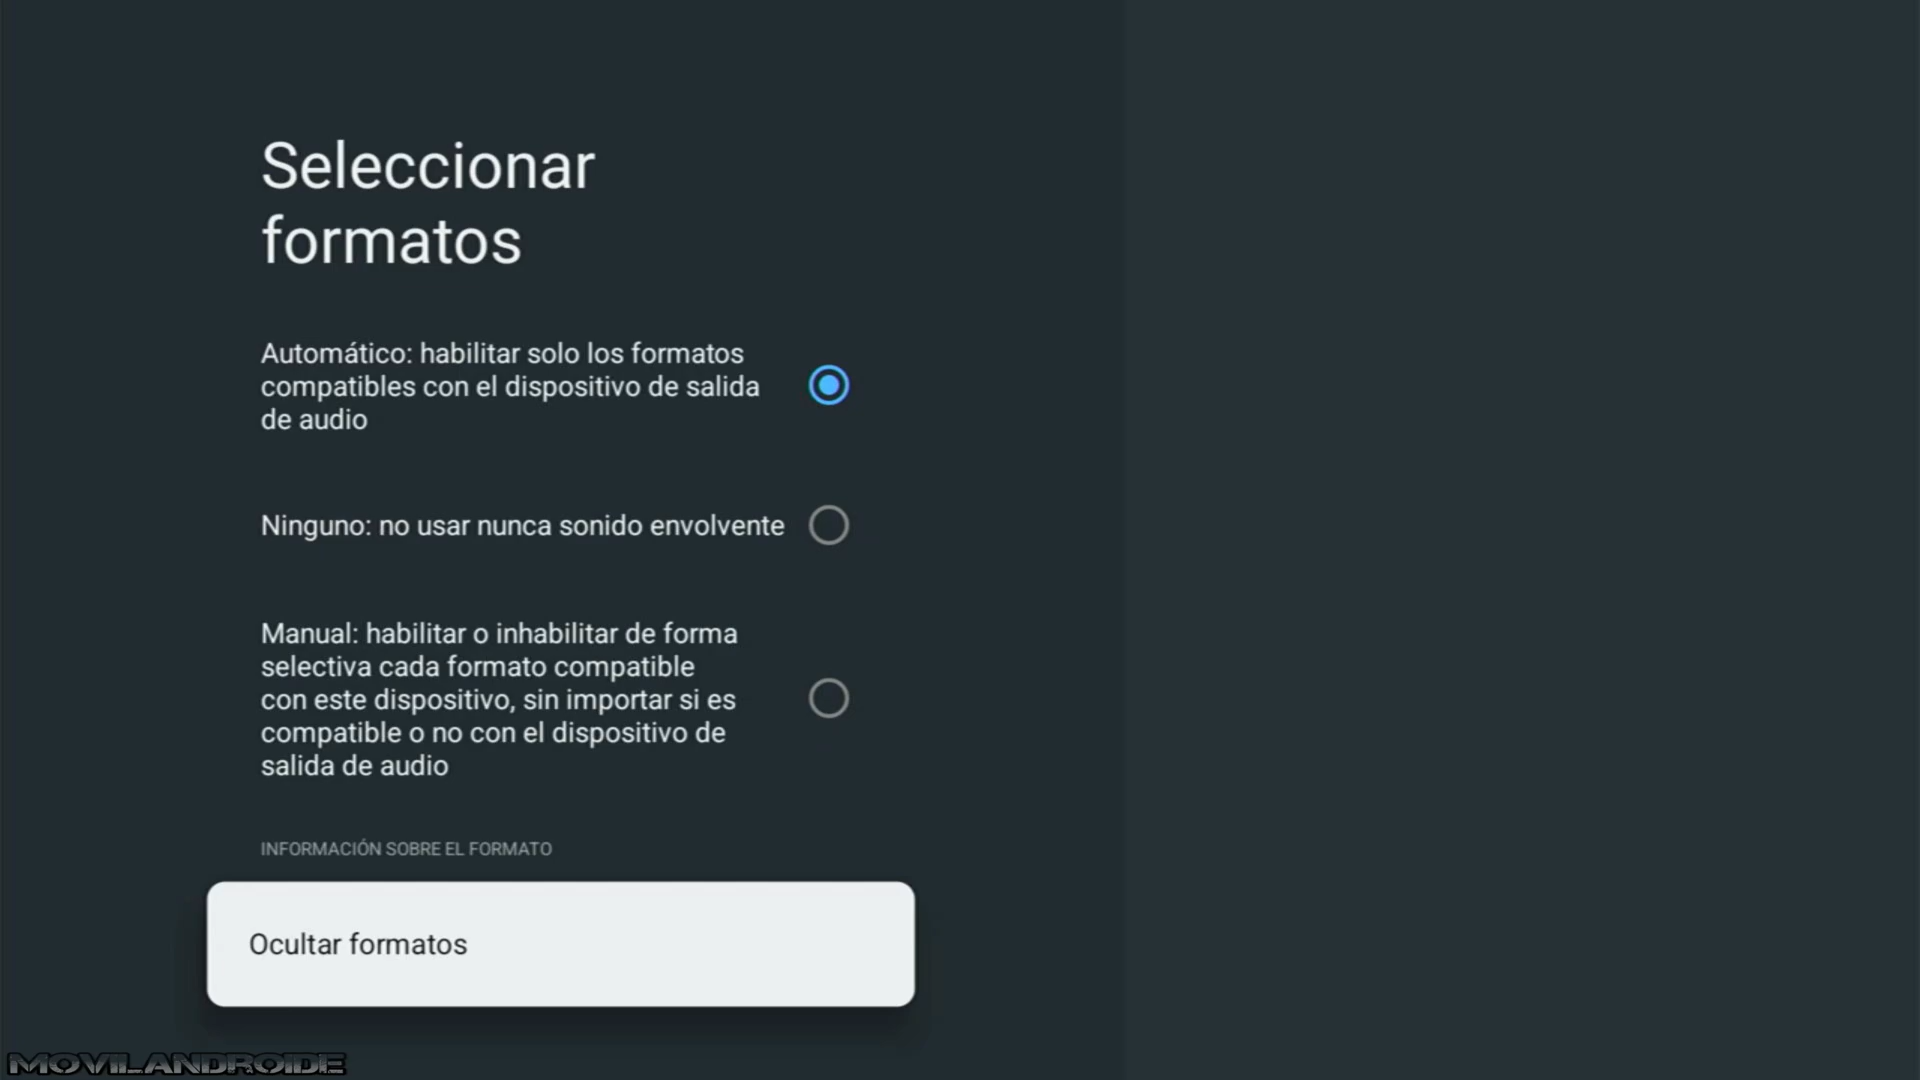 Seleccionar
formatos
Automático: habilitar solo los formatos
compatibles con el dispositivo de salida
de audio
Ninguno: no usar nunca sonido envolvente
Manual: habilitar o inhabilitar de forma
selectiva cada formato compatible
con este dispositivo, sin importar si es
compatible o no con el dispositivo de
salida de audio
INFORMACIÓN SOBRE EL FORMATO
Ocultar formatos
MOVILANDROIDE